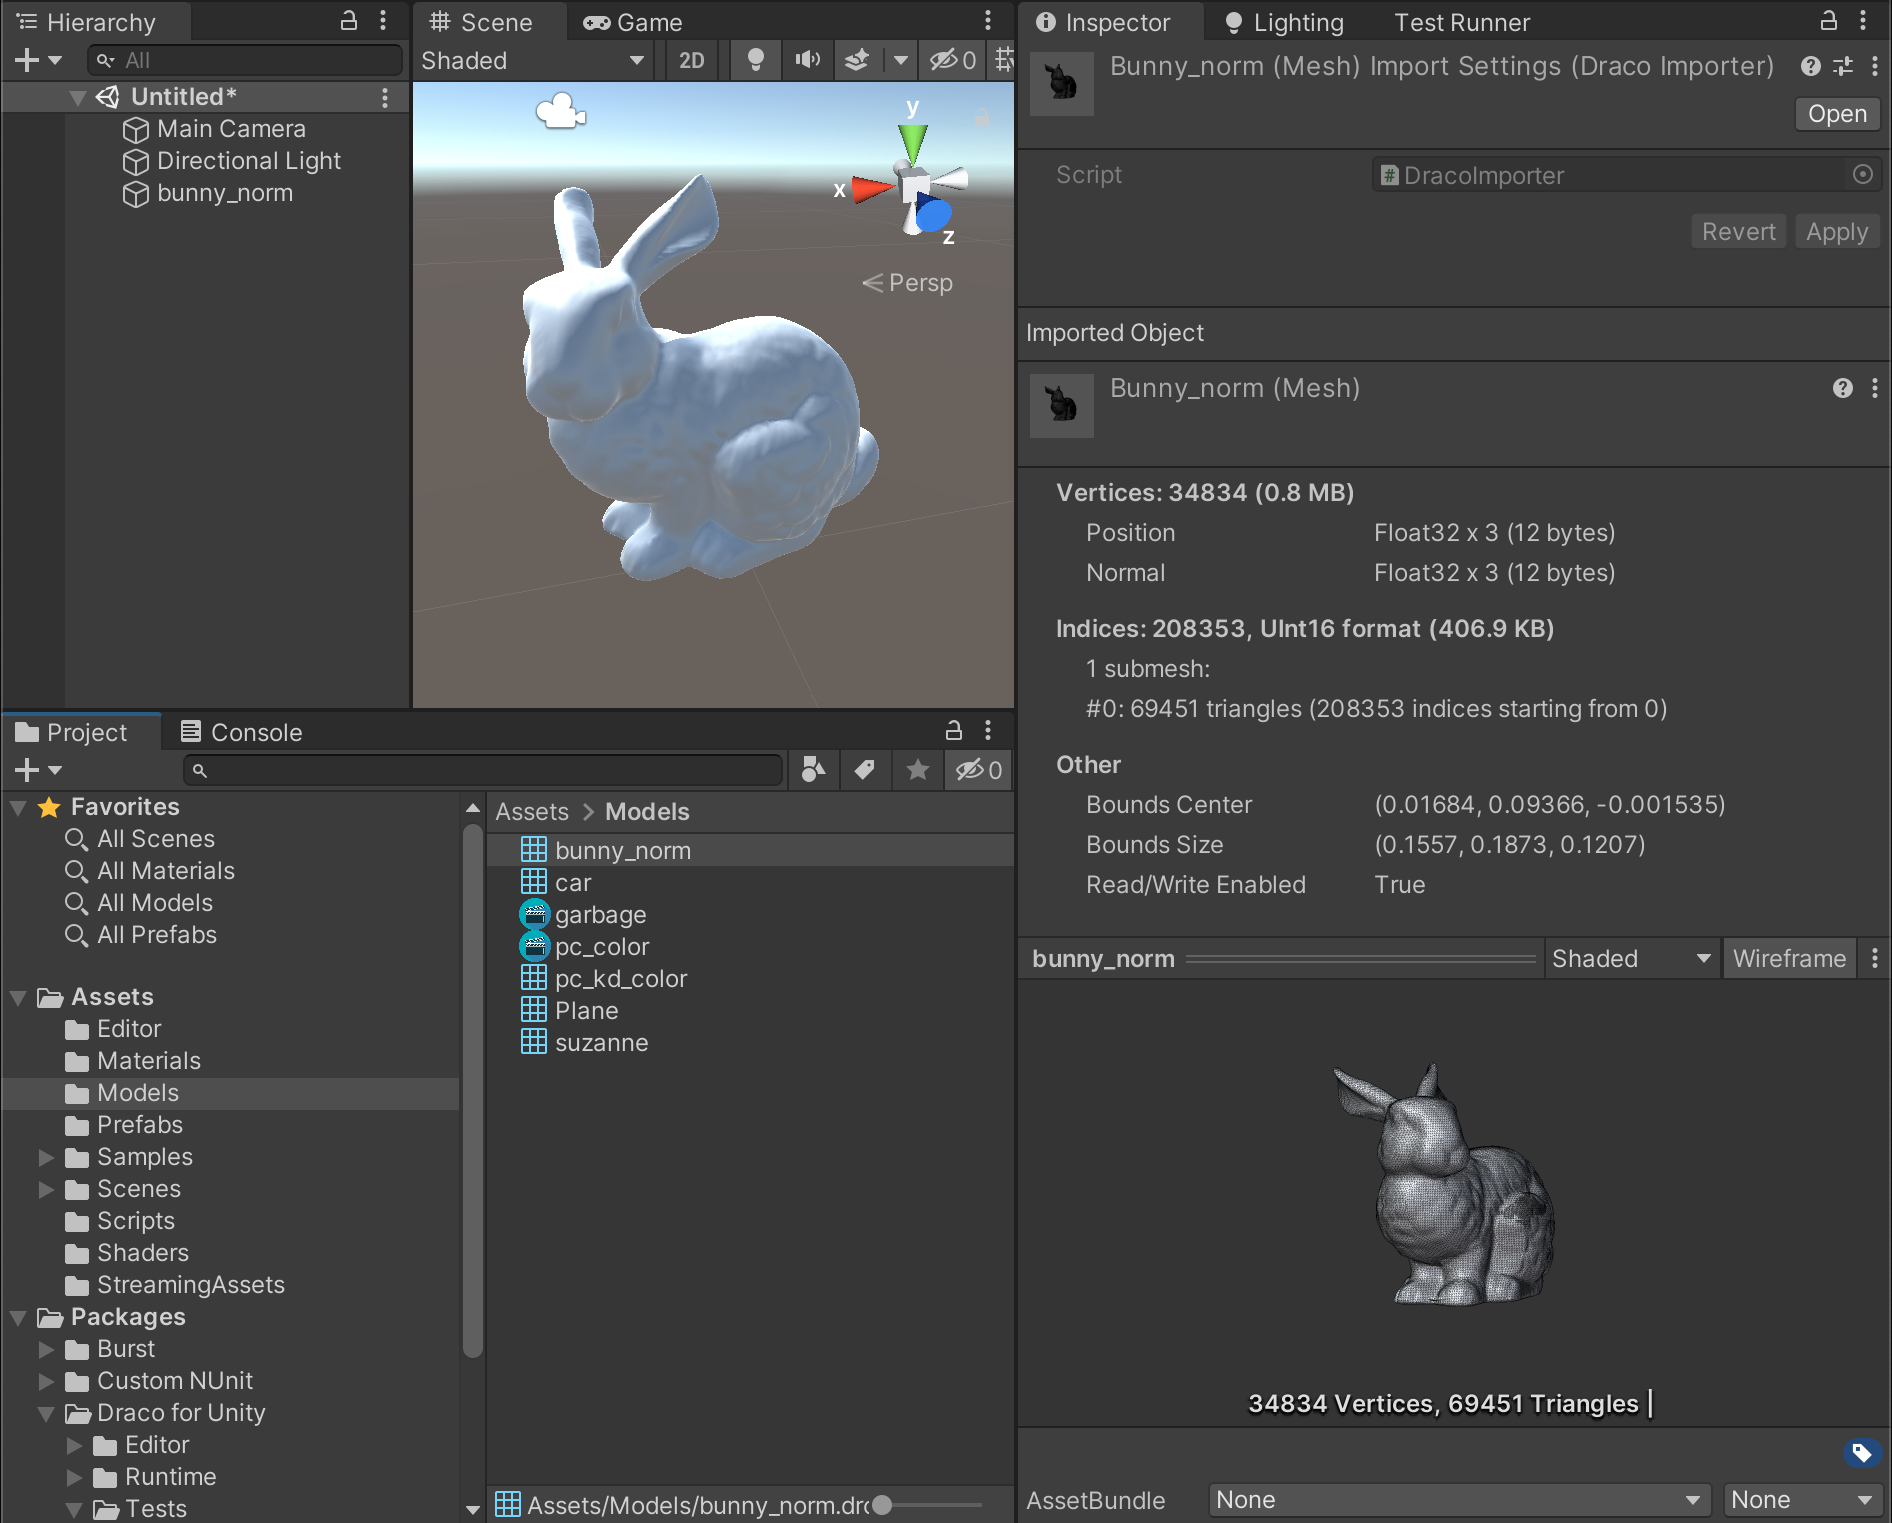 Hierarchy
All
Untitled*
Main Camera
Directional Light
bunny_norm
Scene
Game
Shaded
2D
0
y
x
z
Persp
Project
Console
0
Favorites
All Scenes
All Materials
All Models
All Prefabs
Assets
Editor
Materials
Models
Prefabs
Samples
Scenes
Scripts
Shaders
StreamingAssets
Packages
Burst
Custom NUnit
Draco for Unity
Editor
Runtime
Tests
Assets > Models
bunny_norm
car
garbage
pc_color
pc_kd_color
Plane
suzanne
Assets/Models/bunny_norm.drc
Inspector
Lighting
Test Runner
Bunny_norm (Mesh) Import Settings (Draco Importer)
Open
Script
# DracoImporter
Revert
Apply
Imported Object
Bunny_norm (Mesh)
Vertices: 34834 (0.8 MB)
Position Float32 x 3 (12 bytes)
Normal Float32 x 3 (12 bytes)
Indices: 208353, UInt16 format (406.9 KB)
1 submesh:
#0: 69451 triangles (208353 indices starting from 0)
Other
Bounds Center (0.01684, 0.09366, -0.001535)
Bounds Size (0.1557, 0.1873, 0.1207)
Read/Write Enabled True
bunny_norm
Shaded
Wireframe
34834 Vertices, 69451 Triangles |
AssetBundle
None
None